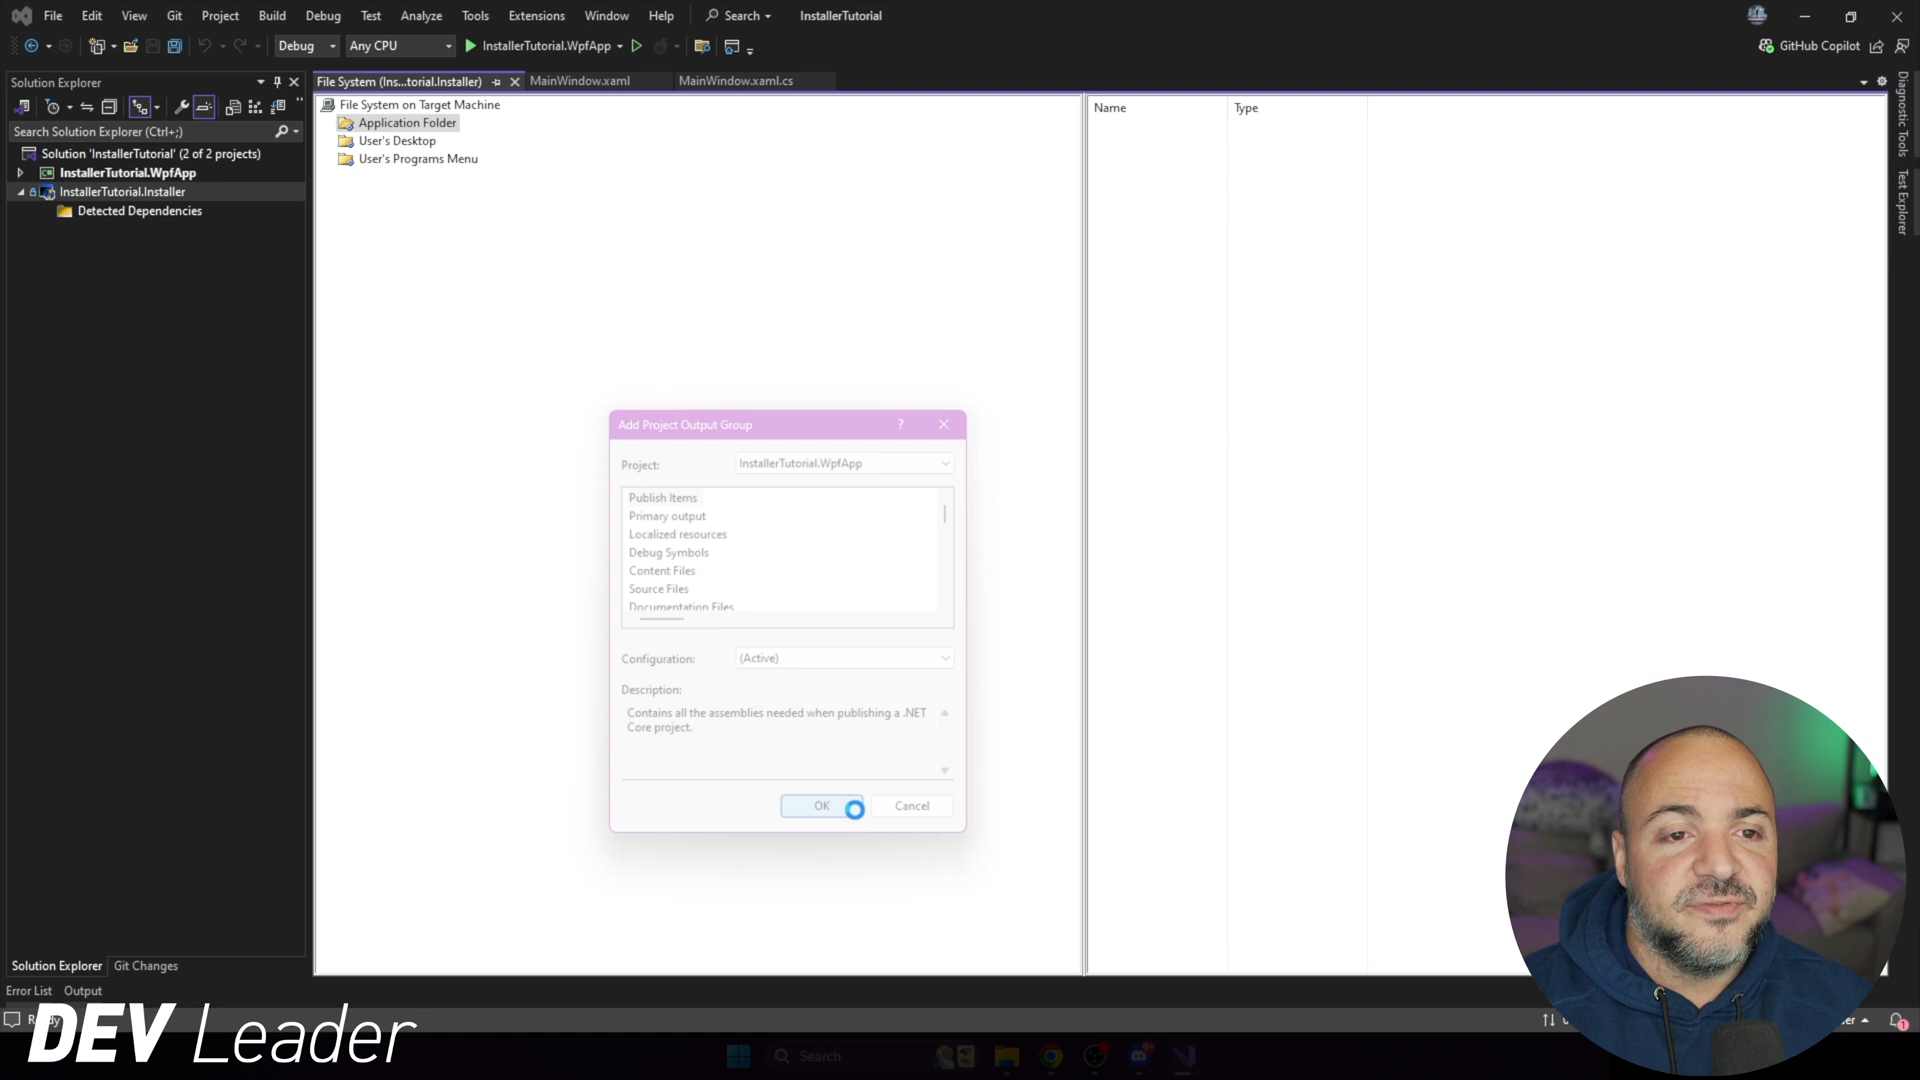 File Edit View Git Project Build Debug Test Analyze Tools Extensions Window Help Search InstallerTutorial
Debug Any CPU InstallerTutorial.WpfApp GitHub Copilot
Solution Explorer
Search Solution Explorer (Ctrl+;)
Solution 'InstallerTutorial' (2 of 2 projects)
InstallerTutorial.WpfApp
InstallerTutorial.Installer
Detected Dependencies
File System (Ins...torial.Installer) MainWindow.xaml MainWindow.xaml.cs
File System on Target Machine
Application Folder
User's Desktop
User's Programs Menu
Name Type
Diagnostic Tools
Test Explorer
Add Project Output Group ?
Project: InstallerTutorial.WpfApp
Publish Items
Primary output
Localized resources
Debug Symbols
Content Files
Source Files
Documentation Files
Configuration: (Active)
Description:
Contains all the assemblies needed when publishing a .NET
Core project.
OK Cancel
Solution Explorer Git Changes
Error List Output
DEV Leader
Search